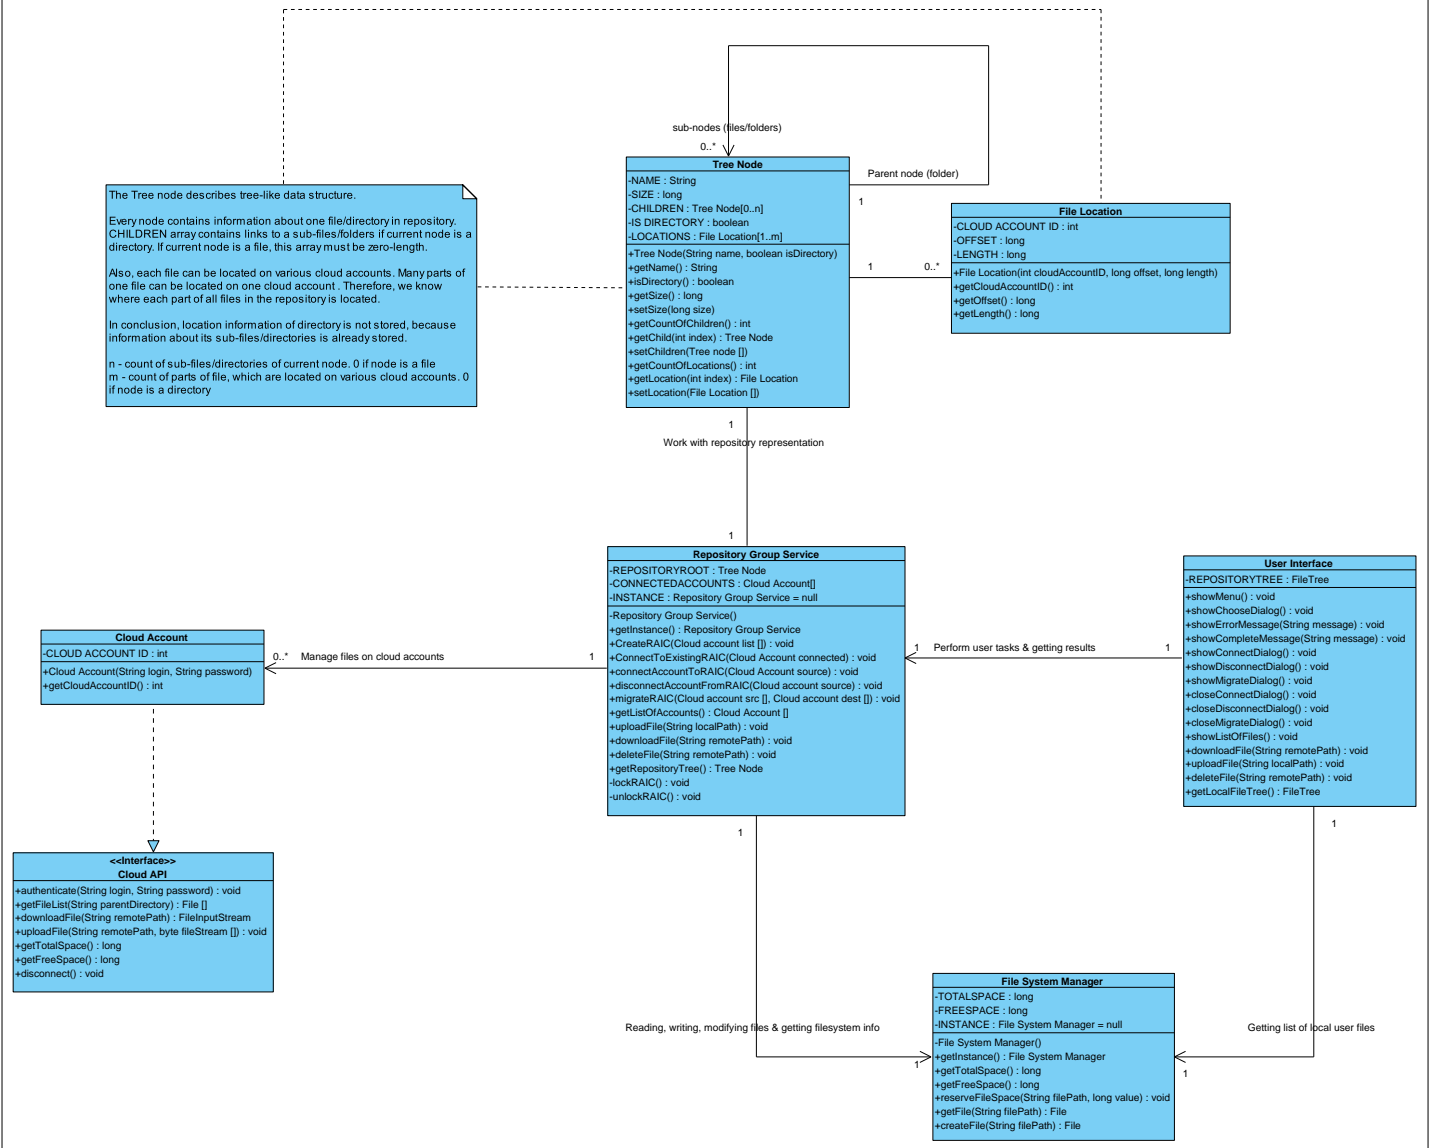 sub-nodes (files/folders)
0..*
Parent node (folder)
1
The Tree node describes tree-like data structure.
Every node contains information about one file/directory in repository.
CHILDREN array contains links to a sub-files/folders if current node is a
directory. If current node is a file, this array must be zero-length.
Also, each file can be located on various cloud accounts. Many parts of
one file can be located on one cloud account . Therefore, we know
where each part of all files in the repository is located.
In conclusion, location information of directory is not stored, because
information about its sub-files/directories is already stored.
n - count of sub-files/directories of current node. 0 if node is a file
m - count of parts of file, which are located on various cloud accounts. 0
if node is a directory
Tree Node
-NAME : String
-SIZE : long
-CHILDREN : Tree Node[0..n]
-IS DIRECTORY : boolean
-LOCATIONS : File Location[1..m]
+Tree Node(String name, boolean isDirectory)
+getName() : String
+isDirectory() : boolean
+getSize() : long
+setSize(long size)
+getCountOfChildren() : int
+getChild(int index) : Tree Node
+setChildren(Tree node [])
+getCountOfLocations() : int
+getLocation(int index) : File Location
+setLocation(File Location [])
1
0..*
File Location
-CLOUD ACCOUNT ID : int
-OFFSET : long
-LENGTH : long
+File Location(int cloudAccountID, long offset, long length)
+getCloudAccountID() : int
+getOffset() : long
+getLength() : long
1
Work with repository representation
1
Repository Group Service
-REPOSITORYROOT : Tree Node
-CONNECTEDACCOUNTS : Cloud Account[]
-INSTANCE : Repository Group Service = null
-Repository Group Service()
+getInstance() : Repository Group Service
+CreateRAIC(Cloud account list []) : void
+ConnectToExistingRAIC(Cloud Account connected) : void
+connectAccountToRAIC(Cloud Account source) : void
+disconnectAccountFromRAIC(Cloud account source) : void
+migrateRAIC(Cloud account src [], Cloud account dest []) : void
+getListOfAccounts() : Cloud Account []
+uploadFile(String localPath) : void
+downloadFile(String remotePath) : void
+deleteFile(String remotePath) : void
+getRepositoryTree() : Tree Node
-lockRAIC() : void
-unlockRAIC() : void
User Interface
-REPOSITORYTREE : FileTree
+showMenu() : void
+showChooseDialog() : void
+showErrorMessage(String message) : void
+showCompleteMessage(String message) : void
+showConnectDialog() : void
+showDisconnectDialog() : void
+showMigrateDialog() : void
+closeConnectDialog() : void
+closeDisconnectDialog() : void
+closeMigrateDialog() : void
+showListOfFiles() : void
+downloadFile(String remotePath) : void
+uploadFile(String localPath) : void
+deleteFile(String remotePath) : void
+getLocalFileTree() : FileTree
1 Perform user tasks & getting results 1
Cloud Account
-CLOUD ACCOUNT ID : int
+Cloud Account(String login, String password)
+getCloudAccountID() : int
0..* Manage files on cloud accounts 1
<<Interface>>
Cloud API
+authenticate(String login, String password) : void
+getFileList(String parentDirectory) : File []
+downloadFile(String remotePath) : FileInputStream
+uploadFile(String remotePath, byte fileStream []) : void
+getTotalSpace() : long
+getFreeSpace() : long
+disconnect() : void
1
Reading, writing, modifying files & getting filesystem info
1
File System Manager
-TOTALSPACE : long
-FREESPACE : long
-INSTANCE : File System Manager = null
-File System Manager()
+getInstance() : File System Manager
+getTotalSpace() : long
+getFreeSpace() : long
+reserveFileSpace(String filePath, long value) : void
+getFile(String filePath) : File
+createFile(String filePath) : File
1
Getting list of local user files
1